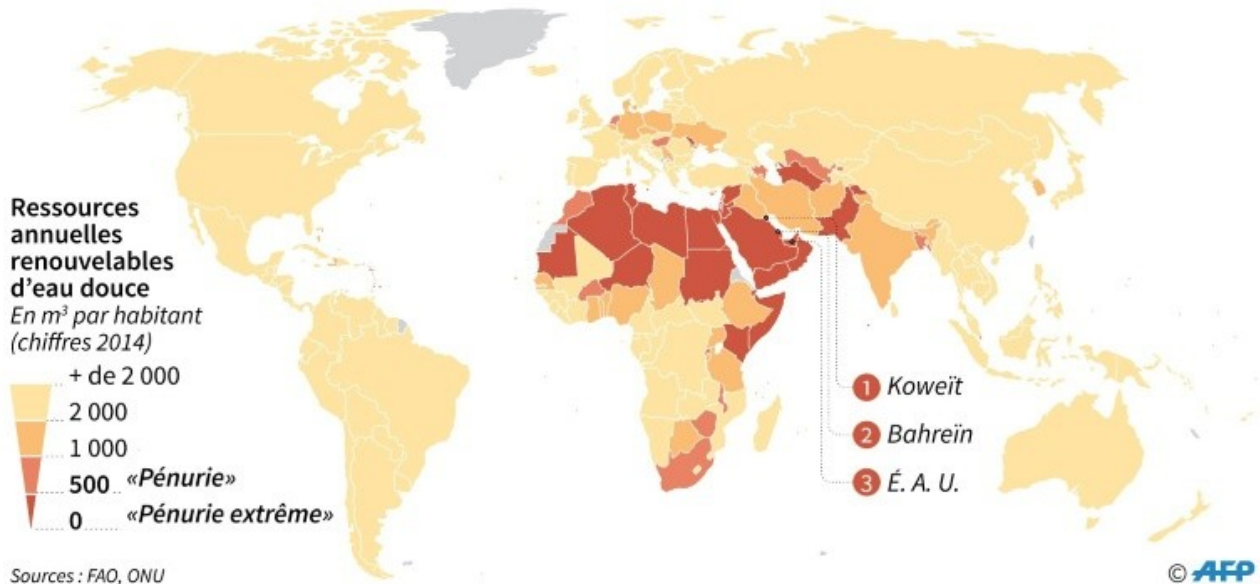 Ressources
annuelles
renouvelables
d'eau douce
En m³ par habitant
(chiffres 2014)
+ de 2 000
2 000
1 000
500 «Pénurie»
0 «Pénurie extrême»
1 Koweït
2 Bahreïn
3 É. A. U.
Sources : FAO, ONU
© AFP